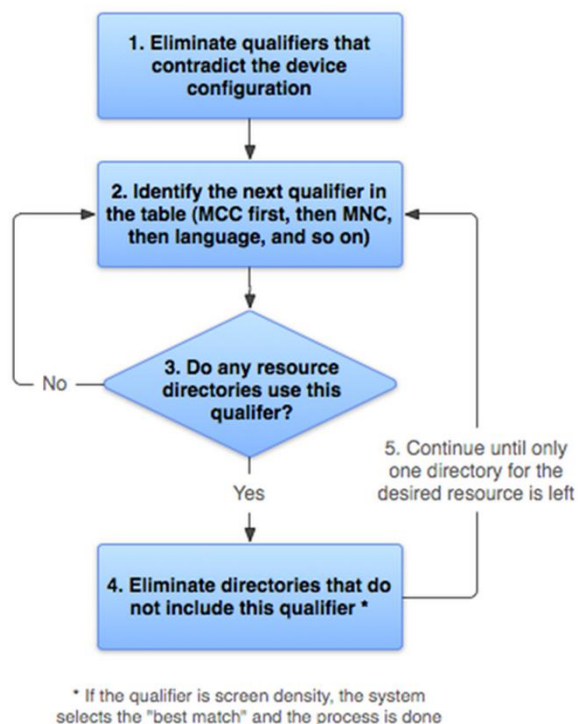 1. Eliminate qualifiers that
contradict the device
configuration
2. Identify the next qualifier in
the table (MCC first, then MNC,
then language, and so on)
3. Do any resource
directories use this
qualifer?
No
Yes
5. Continue until only
one directory for the
desired resource is left
4. Eliminate directories that do
not include this qualifier *
* If the qualifier is screen density, the system
selects the "best match" and the process is done